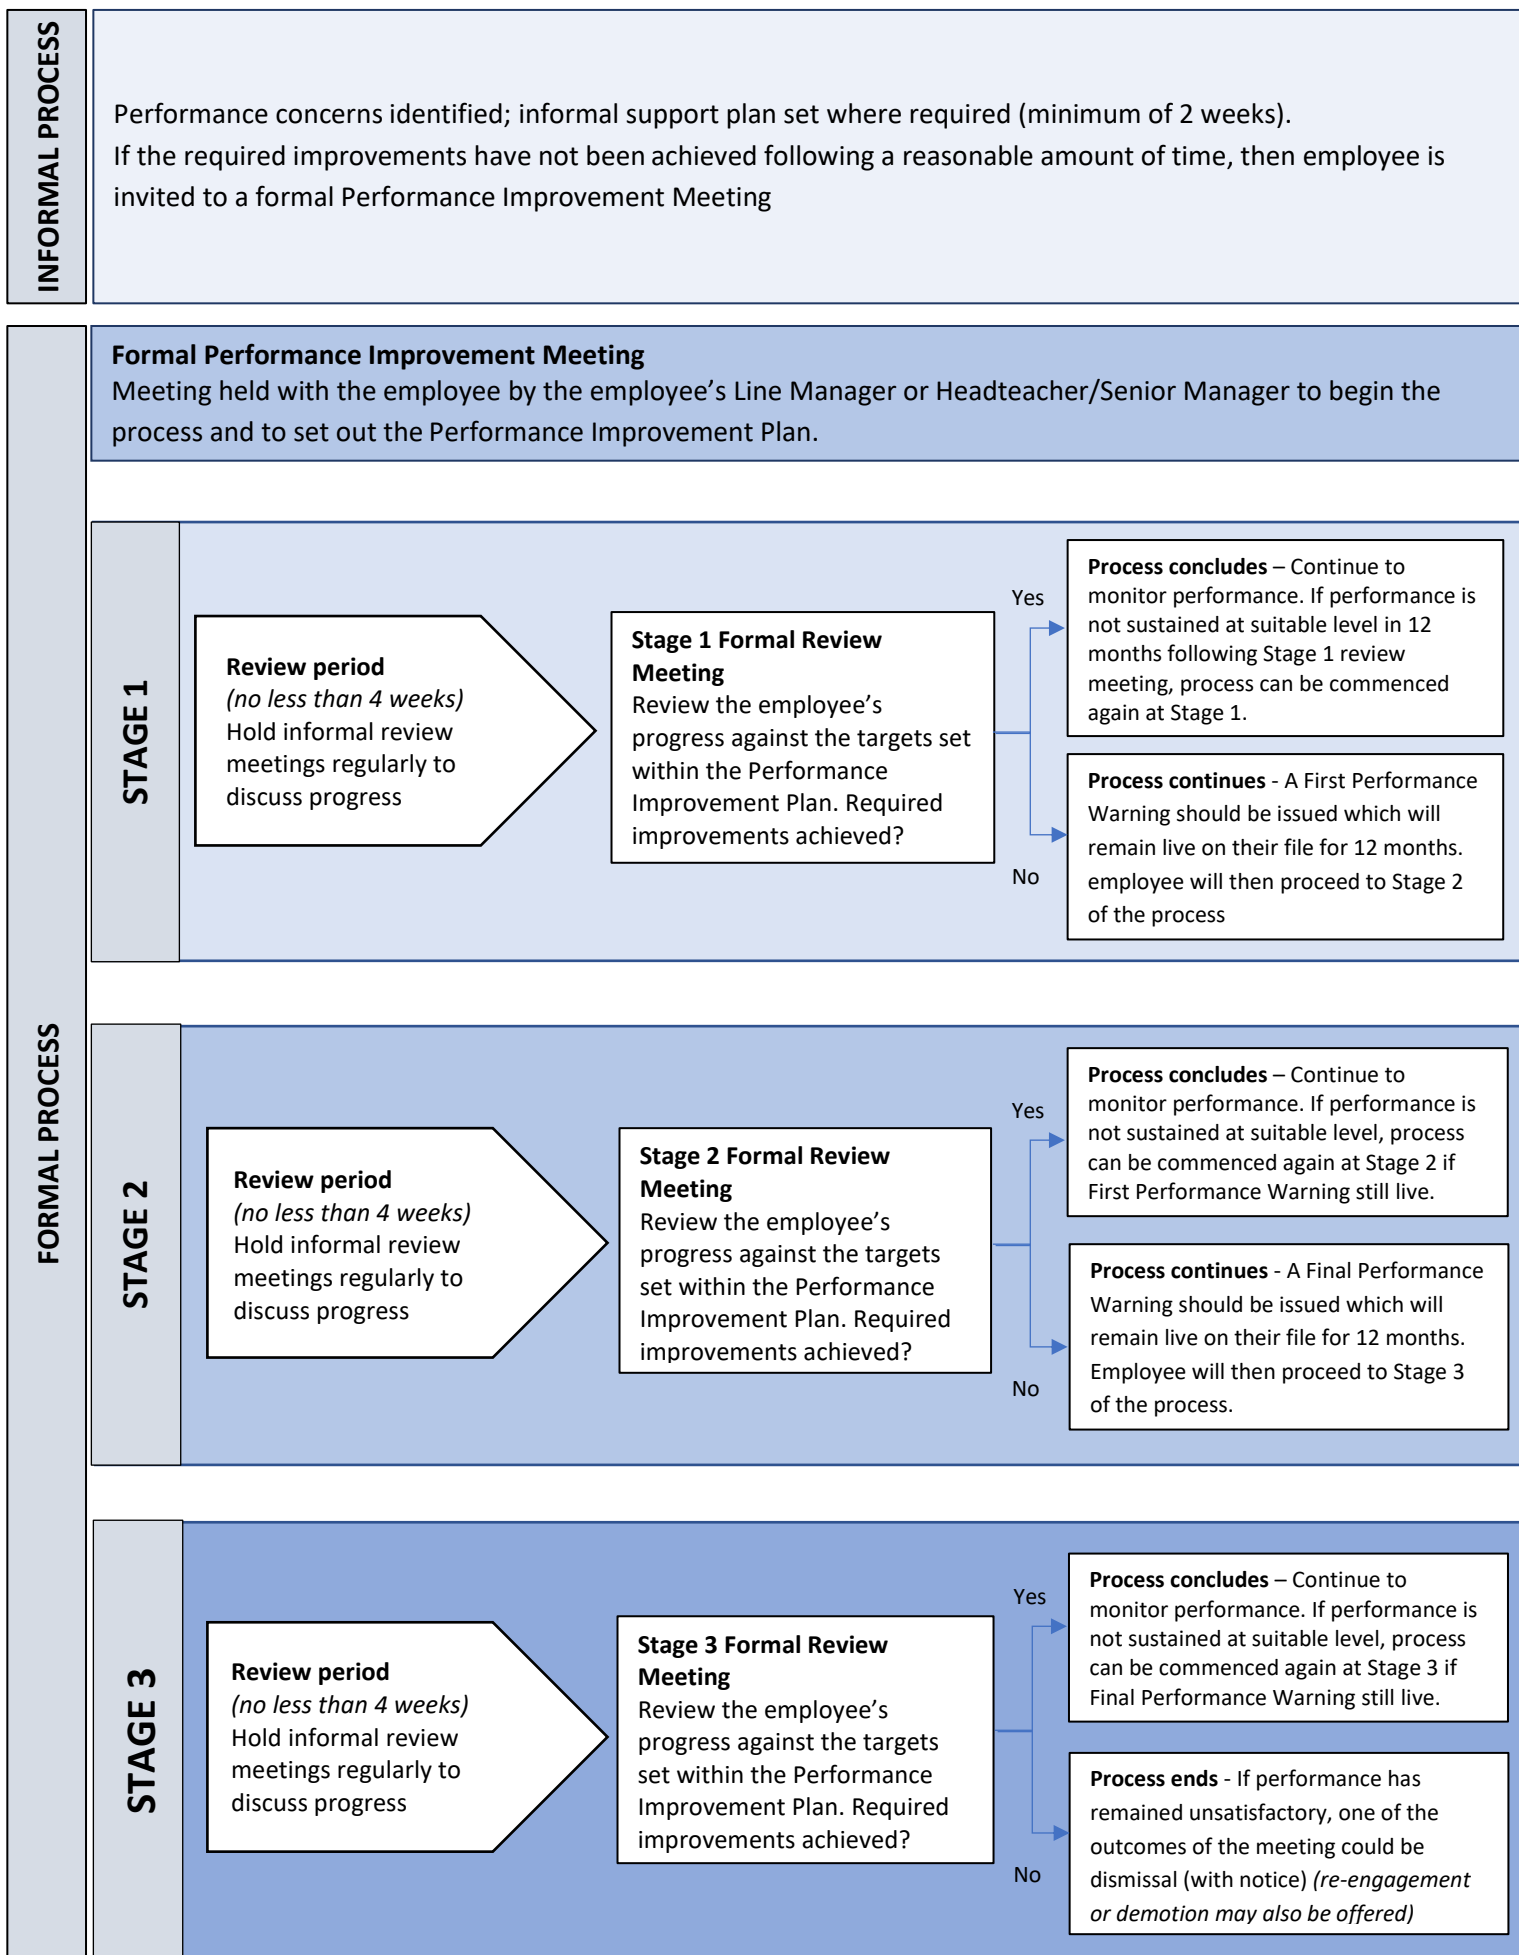 INFORMAL PROCESS
Performance concerns identified; informal support plan set where required (minimum of 2 weeks).
If the required improvements have not been achieved following a reasonable amount of time, then employee is
invited to a formal Performance Improvement Meeting
FORMAL PROCESS
Formal Performance Improvement Meeting
Meeting held with the employee by the employee’s Line Manager or Headteacher/Senior Manager to begin the
process and to set out the Performance Improvement Plan.
STAGE 1
Review period
(no less than 4 weeks)
Hold informal review
meetings regularly to
discuss progress
Stage 1 Formal Review
Meeting
Review the employee’s
progress against the targets set
within the Performance
Improvement Plan. Required
improvements achieved?
Yes
Process concludes – Continue to
monitor performance. If performance is
not sustained at suitable level in 12
months following Stage 1 review
meeting, process can be commenced
again at Stage 1.
No
Process continues - A First Performance
Warning should be issued which will
remain live on their file for 12 months.
employee will then proceed to Stage 2
of the process
STAGE 2
Review period
(no less than 4 weeks)
Hold informal review
meetings regularly to
discuss progress
Stage 2 Formal Review
Meeting
Review the employee’s
progress against the targets
set within the Performance
Improvement Plan. Required
improvements achieved?
Yes
Process concludes – Continue to
monitor performance. If performance is
not sustained at suitable level, process
can be commenced again at Stage 2 if
First Performance Warning still live.
No
Process continues - A Final Performance
Warning should be issued which will
remain live on their file for 12 months.
Employee will then proceed to Stage 3
of the process.
STAGE 3
Review period
(no less than 4 weeks)
Hold informal review
meetings regularly to
discuss progress
Stage 3 Formal Review
Meeting
Review the employee’s
progress against the targets
set within the Performance
Improvement Plan. Required
improvements achieved?
Yes
Process concludes – Continue to
monitor performance. If performance is
not sustained at suitable level, process
can be commenced again at Stage 3 if
Final Performance Warning still live.
No
Process ends - If performance has
remained unsatisfactory, one of the
outcomes of the meeting could be
dismissal (with notice) (re-engagement
or demotion may also be offered)